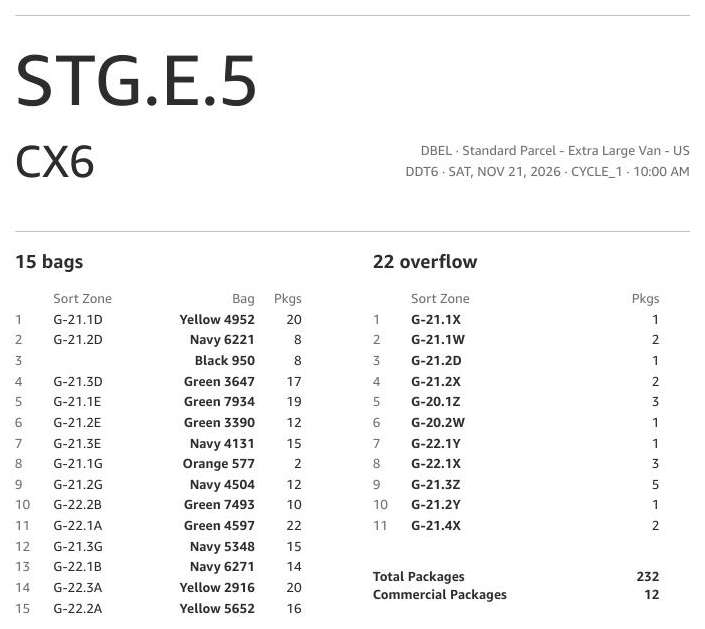 STG.E.5
CX6
DBEL · Standard Parcel - Extra Large Van - US
DDT6 · SAT, NOV 21, 2026 · CYCLE_1 · 10:00 AM
15 bags
Sort Zone Bag Pkgs
1 G-21.1D Yellow 4952 20
2 G-21.2D Navy 6221 8
3 Black 950 8
4 G-21.3D Green 3647 17
5 G-21.1E Green 7934 19
6 G-21.2E Green 3390 12
7 G-21.3E Navy 4131 15
8 G-21.1G Orange 577 2
9 G-21.2G Navy 4504 12
10 G-22.2B Green 7493 10
11 G-22.1A Green 4597 22
12 G-21.3G Navy 5348 15
13 G-22.1B Navy 6271 14
14 G-22.3A Yellow 2916 20
15 G-22.2A Yellow 5652 16
22 overflow
Sort Zone Pkgs
1 G-21.1X 1
2 G-21.1W 2
3 G-21.2D 1
4 G-21.2X 2
5 G-20.1Z 3
6 G-20.2W 1
7 G-22.1Y 1
8 G-22.1X 3
9 G-21.3Z 5
10 G-21.2Y 1
11 G-21.4X 2
Total Packages 232
Commercial Packages 12